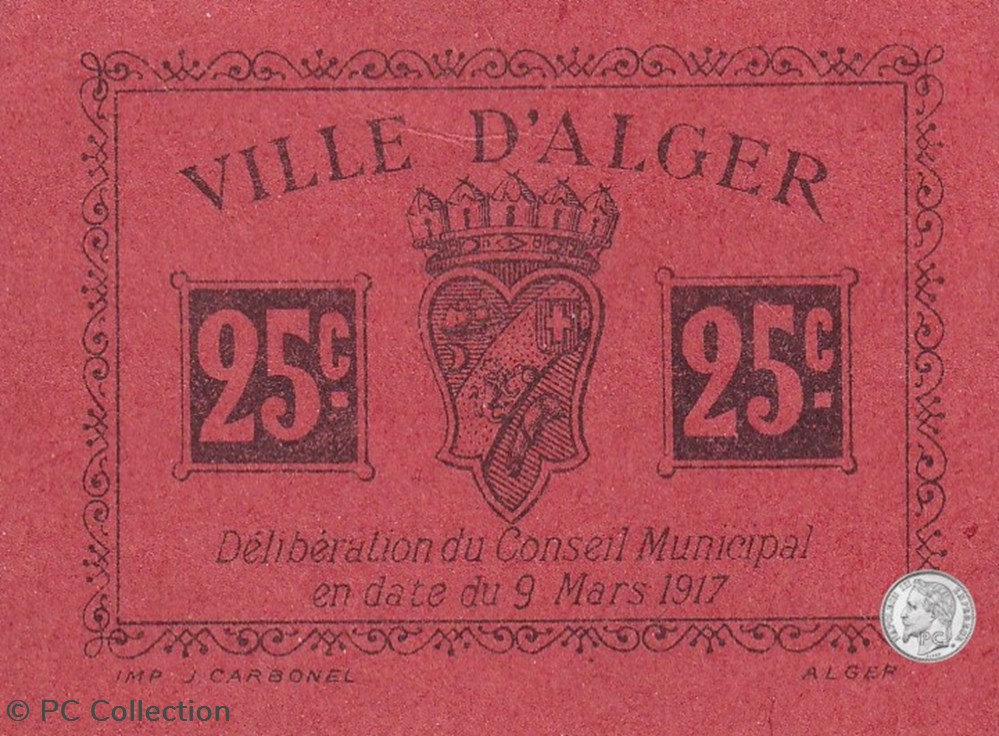 VILLE D'ALGER
25c. 25c.
Délibération du Conseil Municipal
en date du 9 Mars 1917
IMP. J. CARBONEL ALGER
PC
© PC Collection